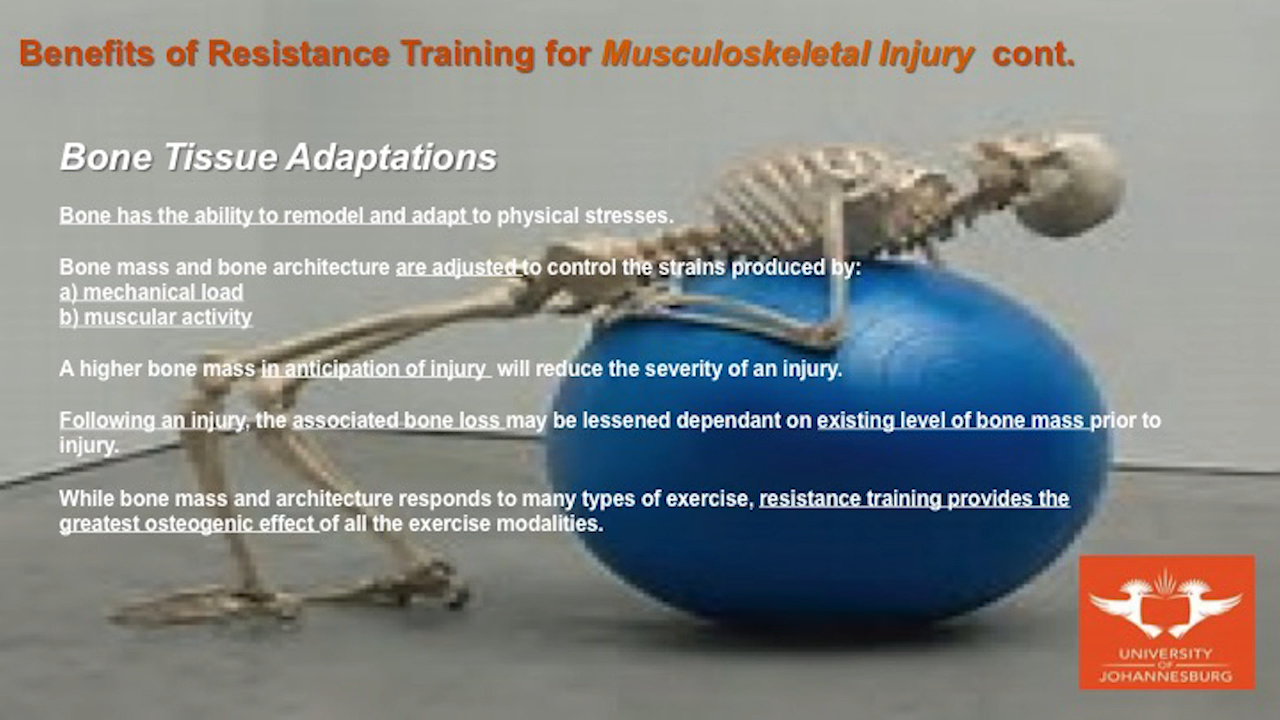 Benefits of Resistance Training for Musculoskeletal Injury cont.
Bone Tissue Adaptations
Bone has the ability to remodel and adapt to physical stresses.
Bone mass and bone architecture are adjusted to control the strains produced by:
a) mechanical load
b) muscular activity
A higher bone mass in anticipation of injury will reduce the severity of an injury.
Following an injury, the associated bone loss may be lessened dependant on existing level of bone mass prior to
injury.
While bone mass and architecture responds to many types of exercise, resistance training provides the
greatest osteogenic effect of all the exercise modalities.
UNIVERSITY
OF
JOHANNESBURG